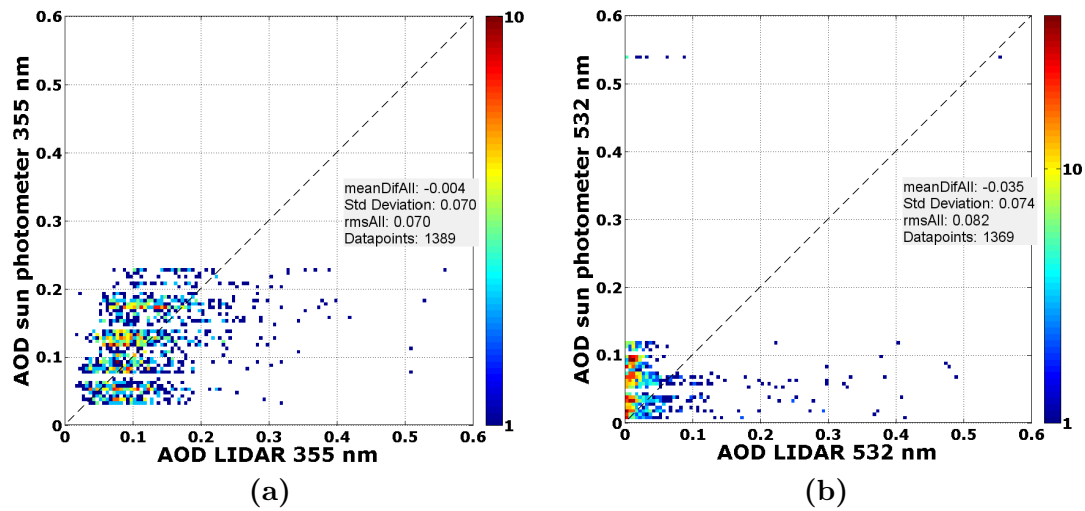 AOD sun photometer 355 nm
0.6
0.5
0.4
0.3
0.2
0.1
0
0
0.1
0.2
0.3
0.4
0.5
0.6
AOD LIDAR 355 nm
meanDifAll: -0.004
Std Deviation: 0.070
rmsAll: 0.070
Datapoints: 1389
10
1
(a)
AOD sun photometer 532 nm
0.6
0.5
0.4
0.3
0.2
0.1
0
0
0.1
0.2
0.3
0.4
0.5
0.6
AOD LIDAR 532 nm
meanDifAll: -0.035
Std Deviation: 0.074
rmsAll: 0.082
Datapoints: 1369
10
1
(b)